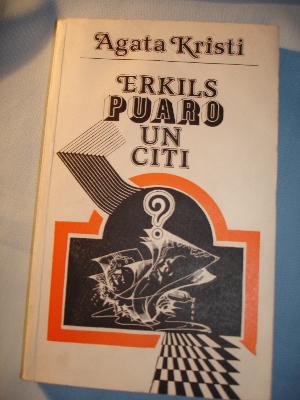 Agata Kristi
ERKILS
PUARO
UN
CITI
?